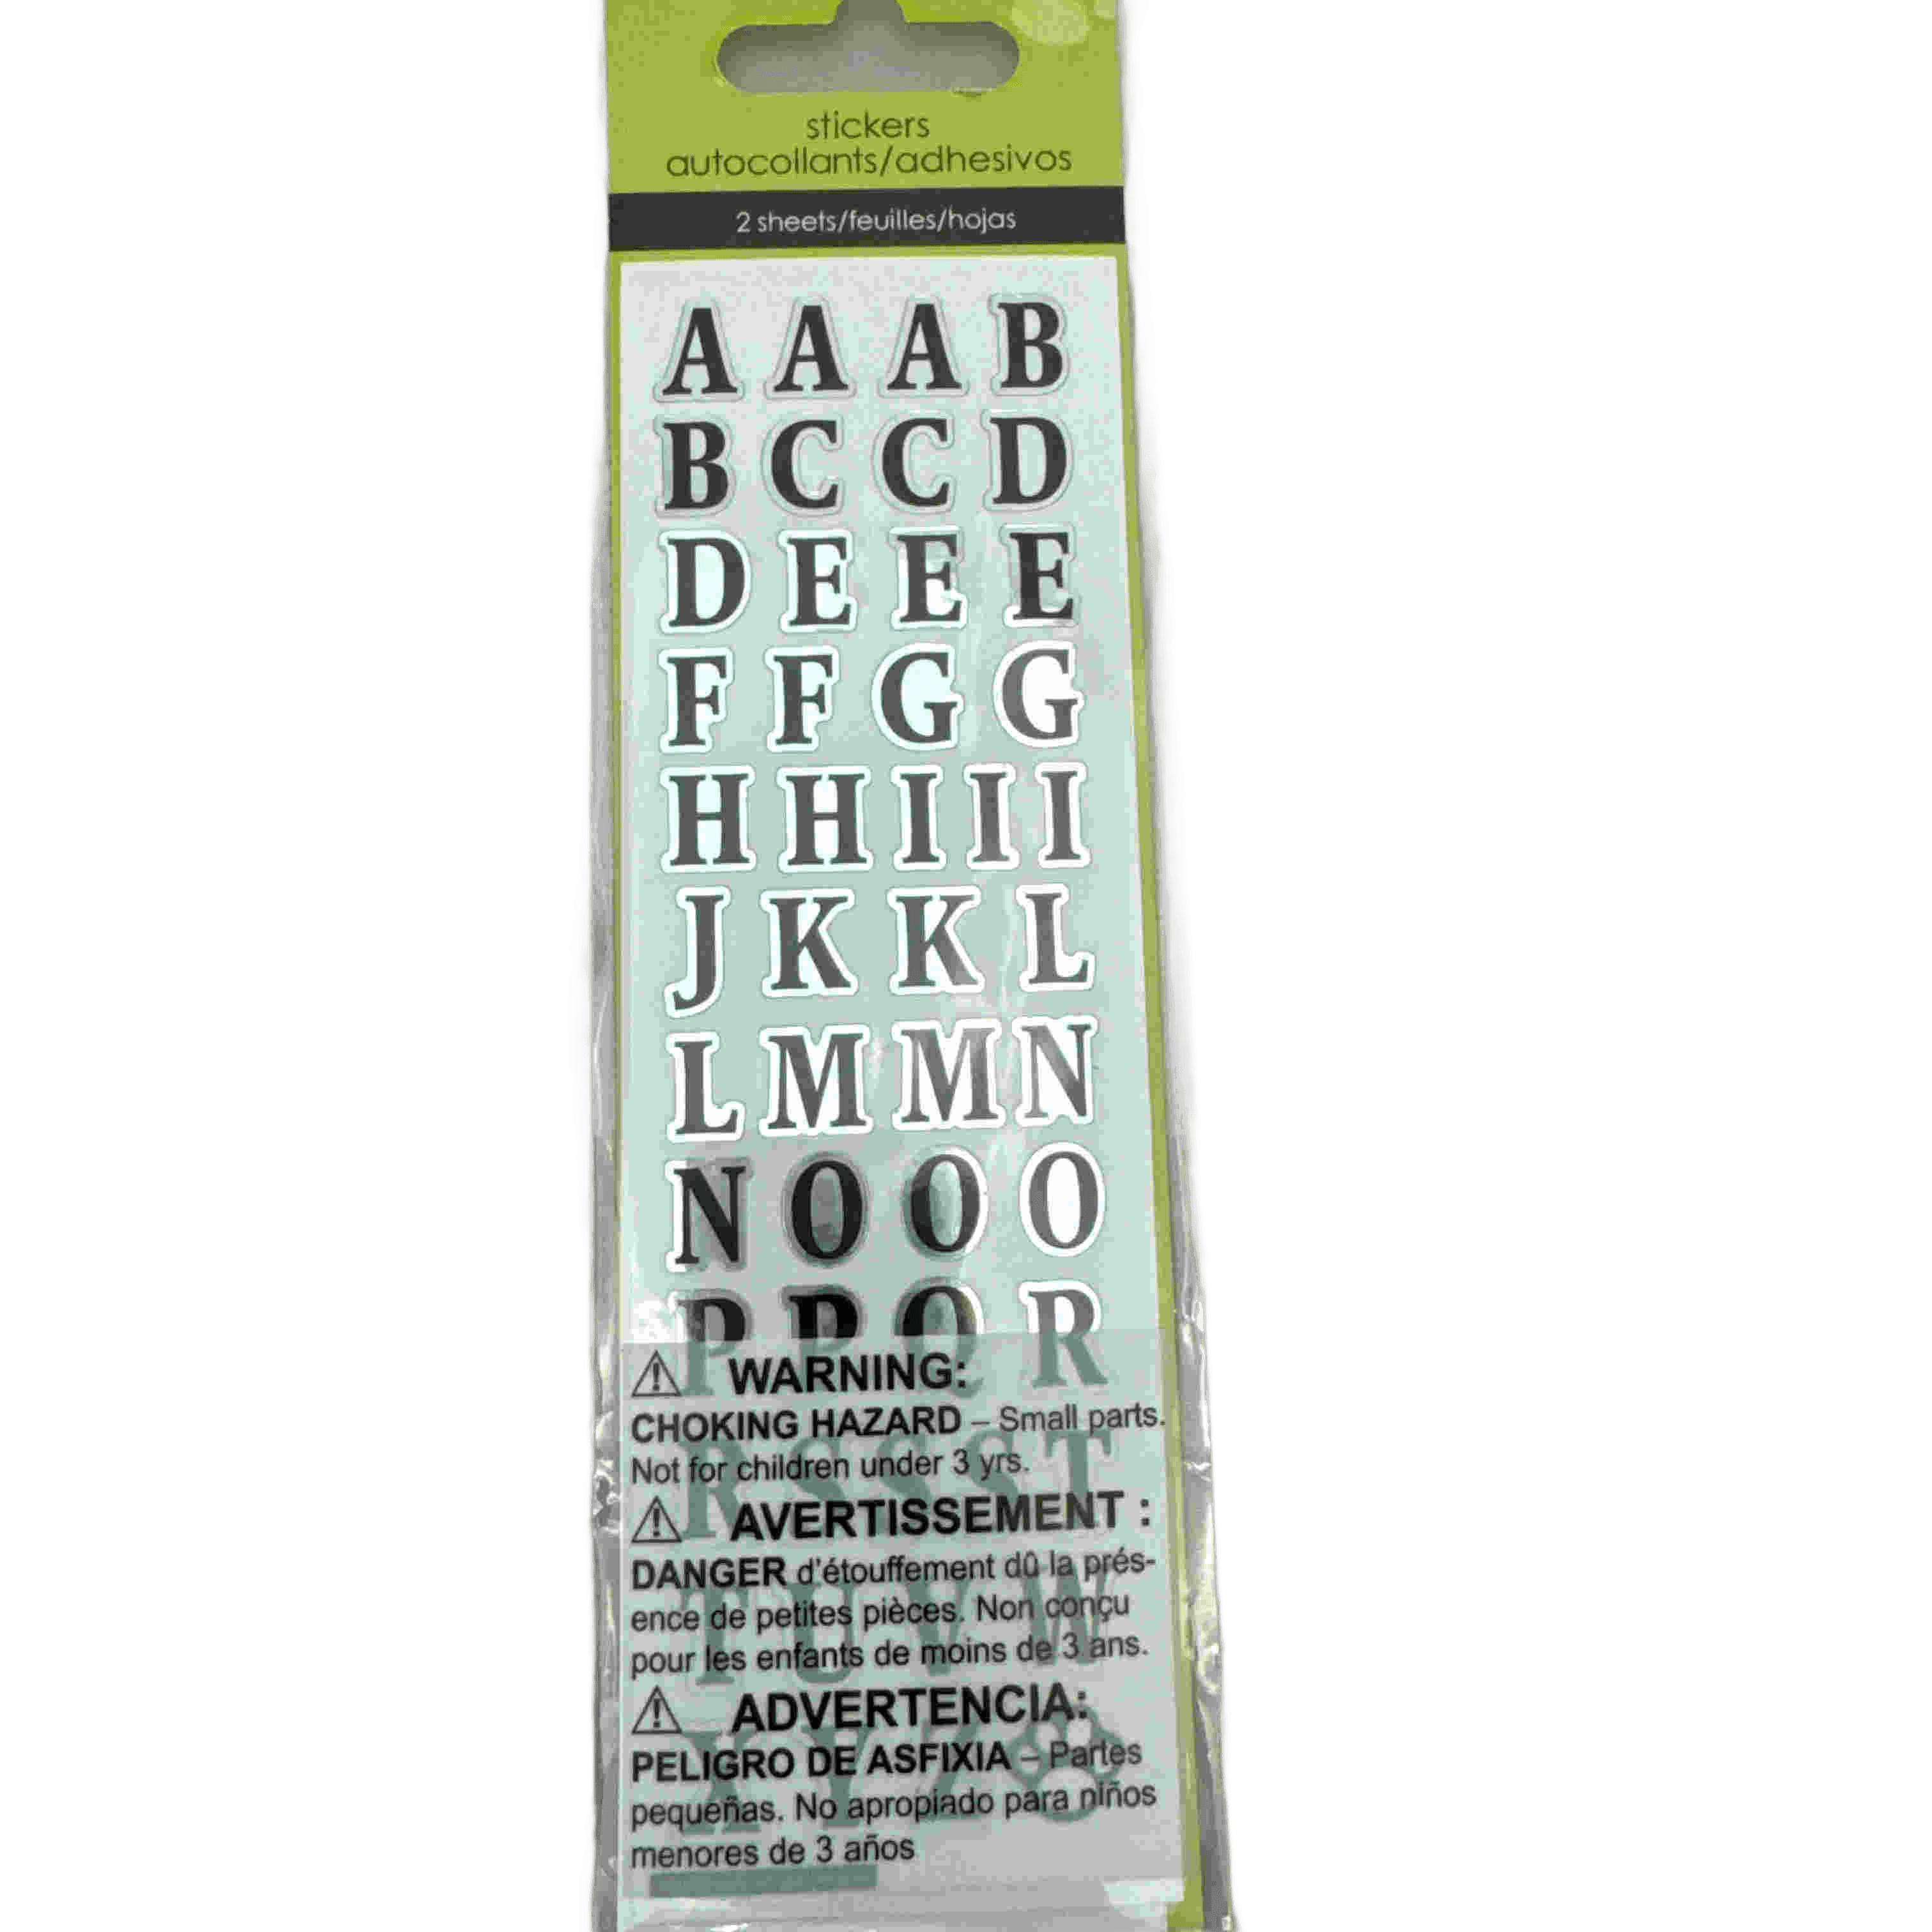 stickers
autocollants/adhesivos
2 sheets/feuilles/hojas
A A A B
B C C D
D E E E
F F G G
H H I I I
J K K L
L M M N
N O O O
P P Q R
⚠ WARNING:
CHOKING HAZARD – Small parts.
Not for children under 3 yrs.
R S S S T
⚠ AVERTISSEMENT :
DANGER d'étouffement dû la prés-
ence de petites pièces. Non conçu
pour les enfants de moins de 3 ans.
T U V W
⚠ ADVERTENCIA:
PELIGRO DE ASFIXIA – Partes
pequeñas. No apropiado para niños
menores de 3 años
X Y Z